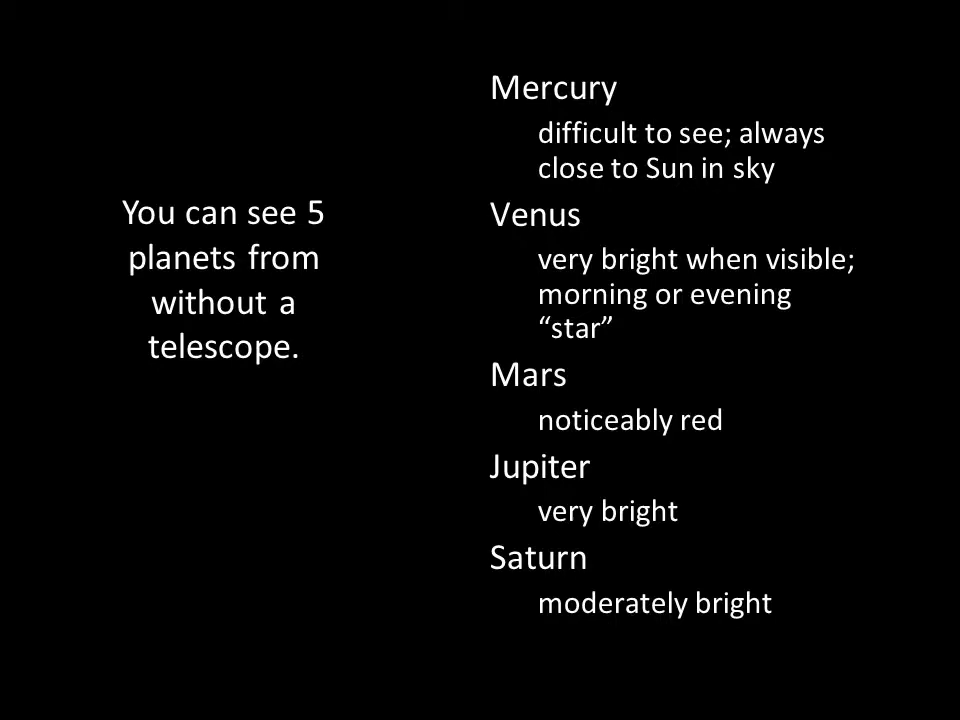 You can see 5
planets from
without a
telescope.
Mercury
difficult to see; always
close to Sun in sky
Venus
very bright when visible;
morning or evening
“star”
Mars
noticeably red
Jupiter
very bright
Saturn
moderately bright